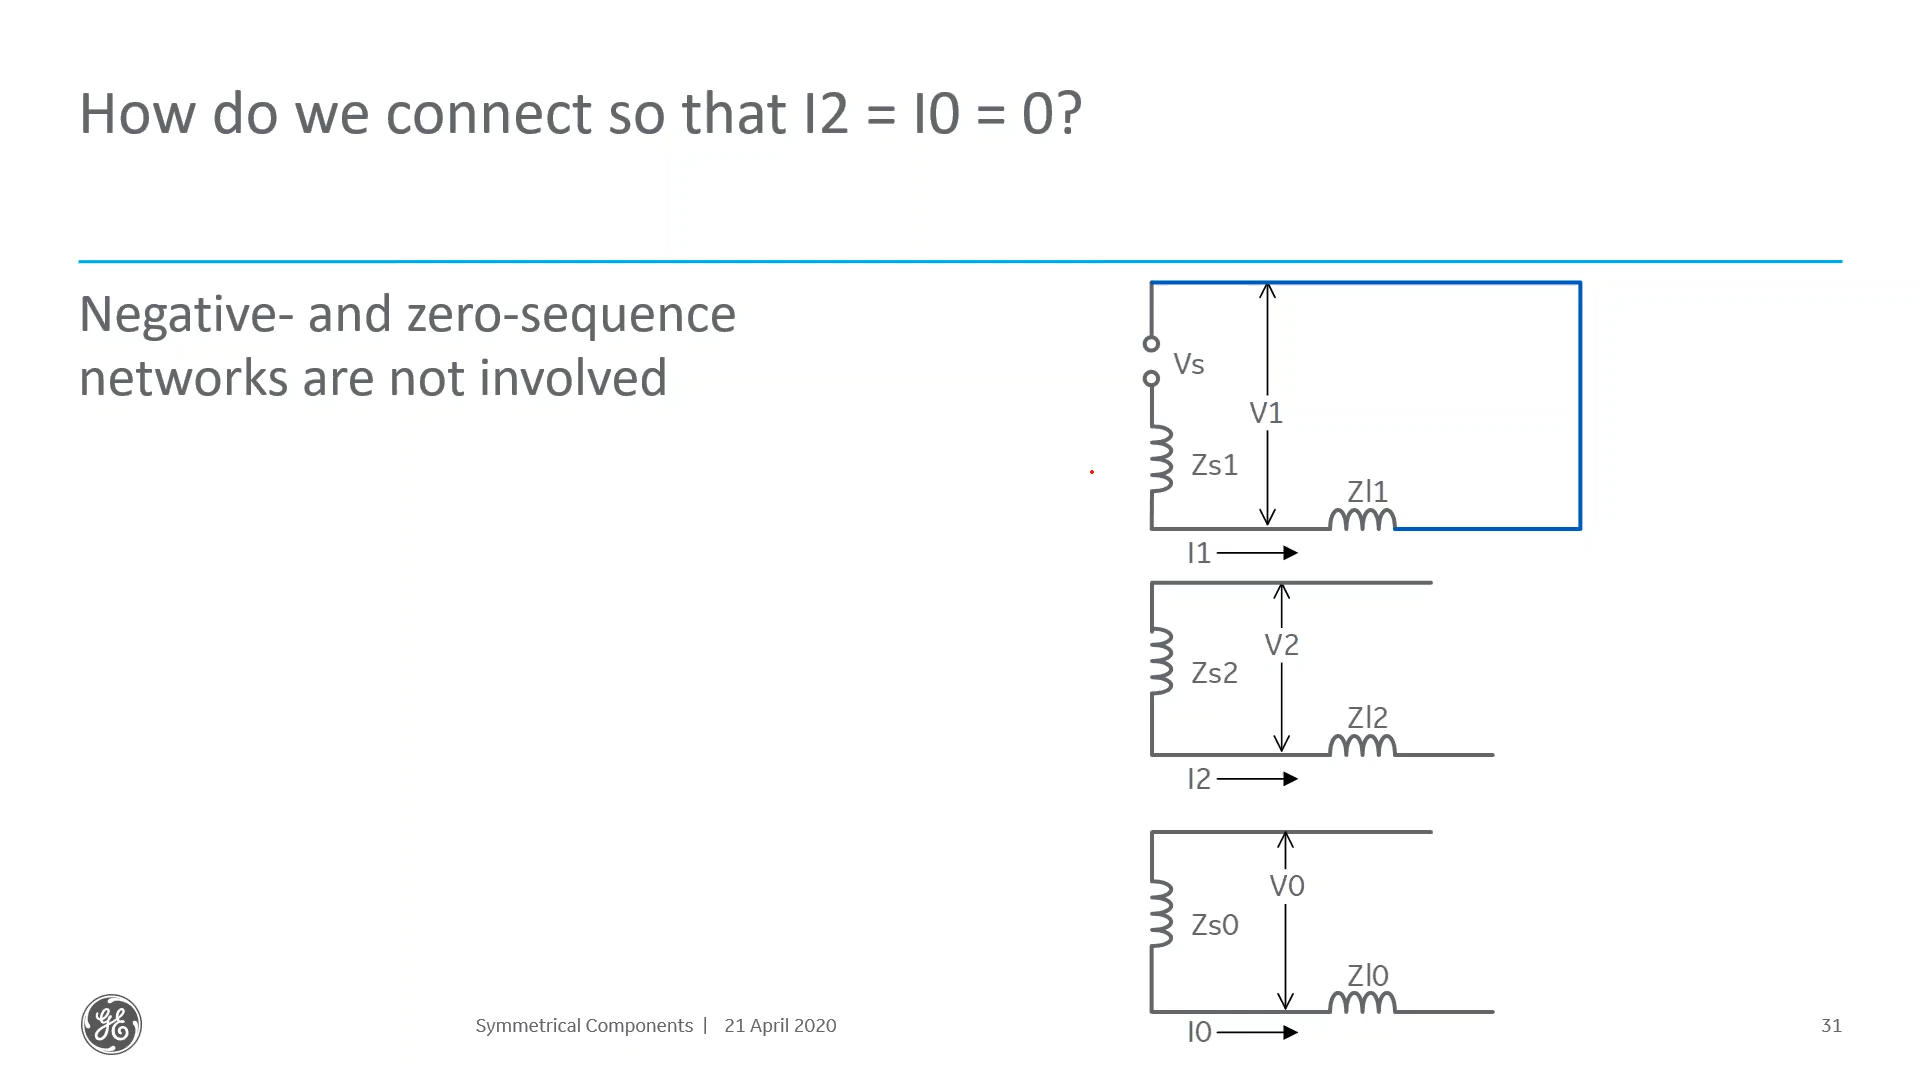 How do we connect so that I2 = I0 = 0?
Negative- and zero-sequence
networks are not involved
Vs
V1
Zs1
Zl1
I1
V2
Zs2
Zl2
I2
V0
Zs0
Zl0
I0
GE
Symmetrical Components | 21 April 2020
31